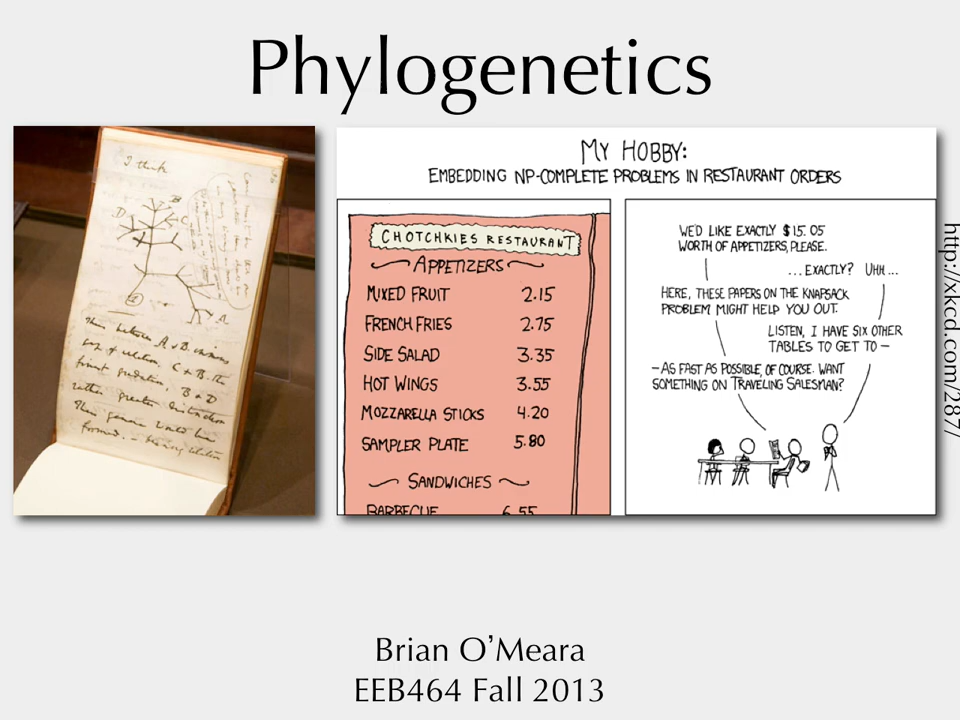 Phylogenetics
I think
B
D
C
A
MY HOBBY:
EMBEDDING NP-COMPLETE PROBLEMS IN RESTAURANT ORDERS
CHOTCHKIES RESTAURANT
APPETIZERS
MIXED FRUIT 2.15
FRENCH FRIES 2.75
SIDE SALAD 3.35
HOT WINGS 3.55
MOZZARELLA STICKS 4.20
SAMPLER PLATE 5.80
SANDWICHES
BARBECUE 6.55
WE'D LIKE EXACTLY $15.05
WORTH OF APPETIZERS, PLEASE.
...EXACTLY? UHH...
HERE, THESE PAPERS ON THE KNAPSACK
PROBLEM MIGHT HELP YOU OUT.
LISTEN, I HAVE SIX OTHER
TABLES TO GET TO —
—AS FAST AS POSSIBLE, OF COURSE. WANT
SOMETHING ON TRAVELING SALESMAN?
http://xkcd.com/287/
Brian O’Meara
EEB464 Fall 2013